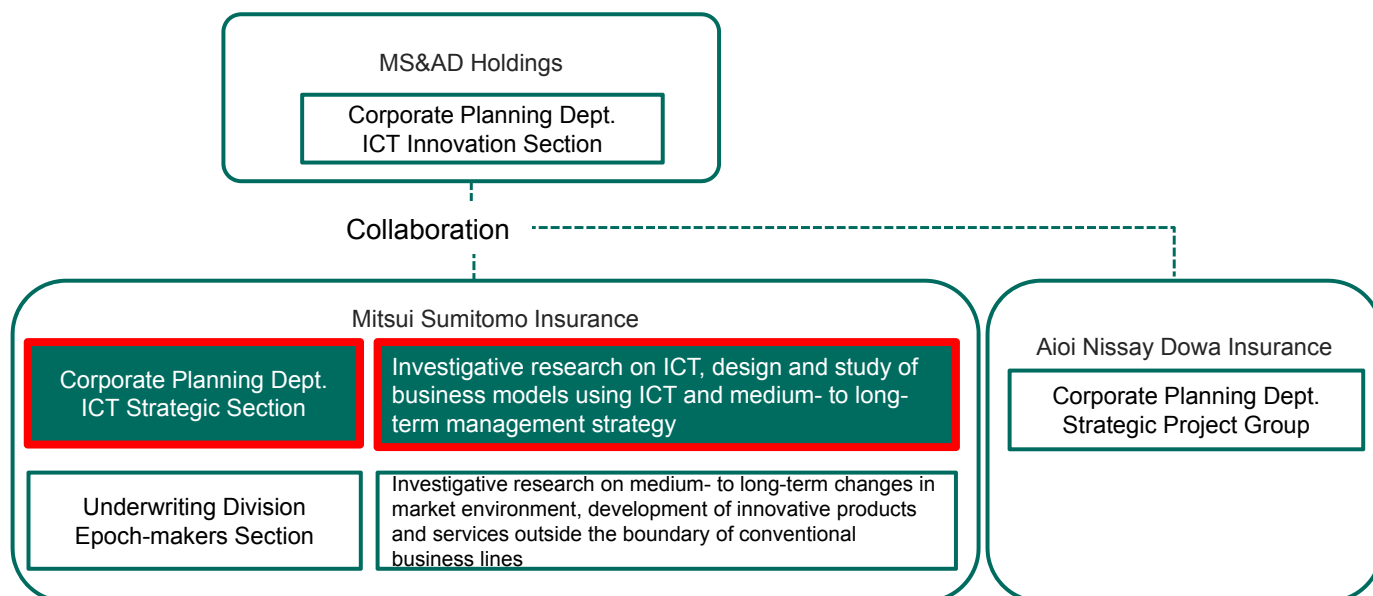 MS&AD Holdings
Corporate Planning Dept.
ICT Innovation Section
Collaboration
Mitsui Sumitomo Insurance
Corporate Planning Dept.
ICT Strategic Section
Investigative research on ICT, design and study of
business models using ICT and medium- to long-
term management strategy
Underwriting Division
Epoch-makers Section
Investigative research on medium- to long-term changes in
market environment, development of innovative products
and services outside the boundary of conventional
business lines
Aioi Nissay Dowa Insurance
Corporate Planning Dept.
Strategic Project Group